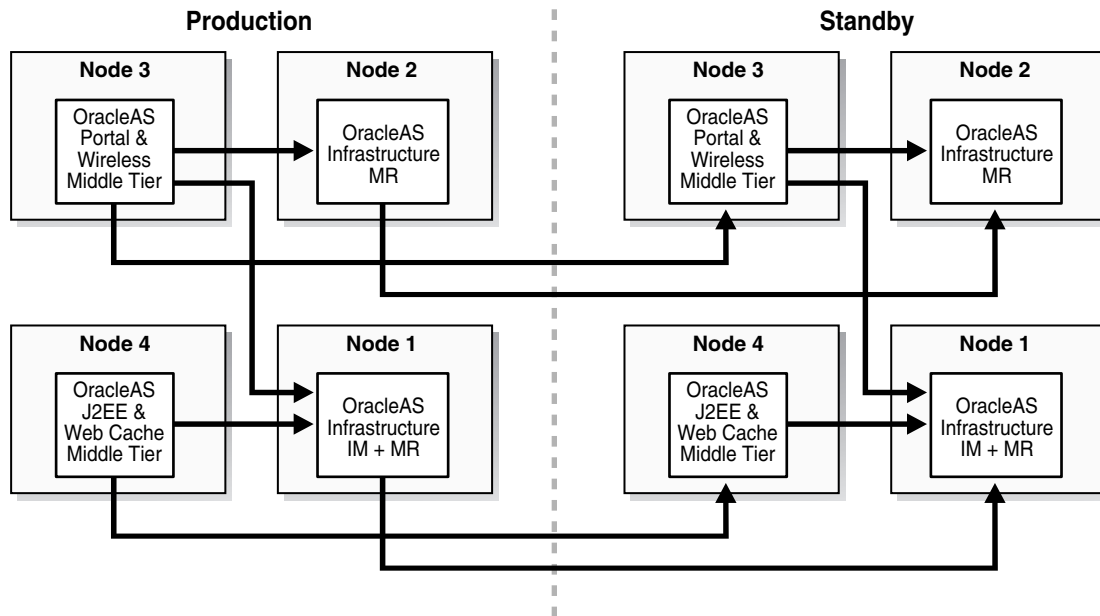 Production
Standby
Node 3
OracleAS
Portal &
Wireless
Middle Tier
Node 2
OracleAS
Infrastructure
MR
Node 3
OracleAS
Portal &
Wireless
Middle Tier
Node 2
OracleAS
Infrastructure
MR
Node 4
OracleAS
J2EE &
Web Cache
Middle Tier
Node 1
OracleAS
Infrastructure
IM + MR
Node 4
OracleAS
J2EE &
Web Cache
Middle Tier
Node 1
OracleAS
Infrastructure
IM + MR